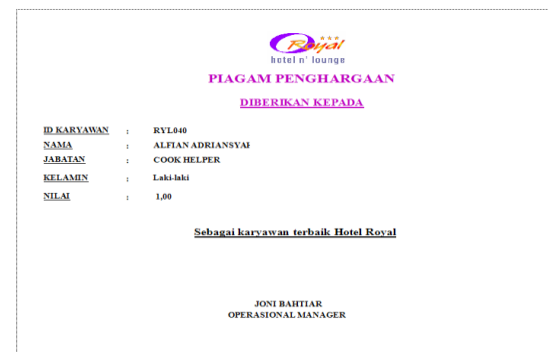 Royal
hotel n' lounge
PIAGAM PENGHARGAAN
DIBERIKAN KEPADA
ID KARYAWAN : RYL040
NAMA : ALFIAN ADRIANSYAH
JABATAN : COOK HELPER
KELAMIN : Laki-laki
NILAI : 1,00
Sebagai karyawan terbaik Hotel Royal
JONI BAHTIAR
OPERASIONAL MANAGER